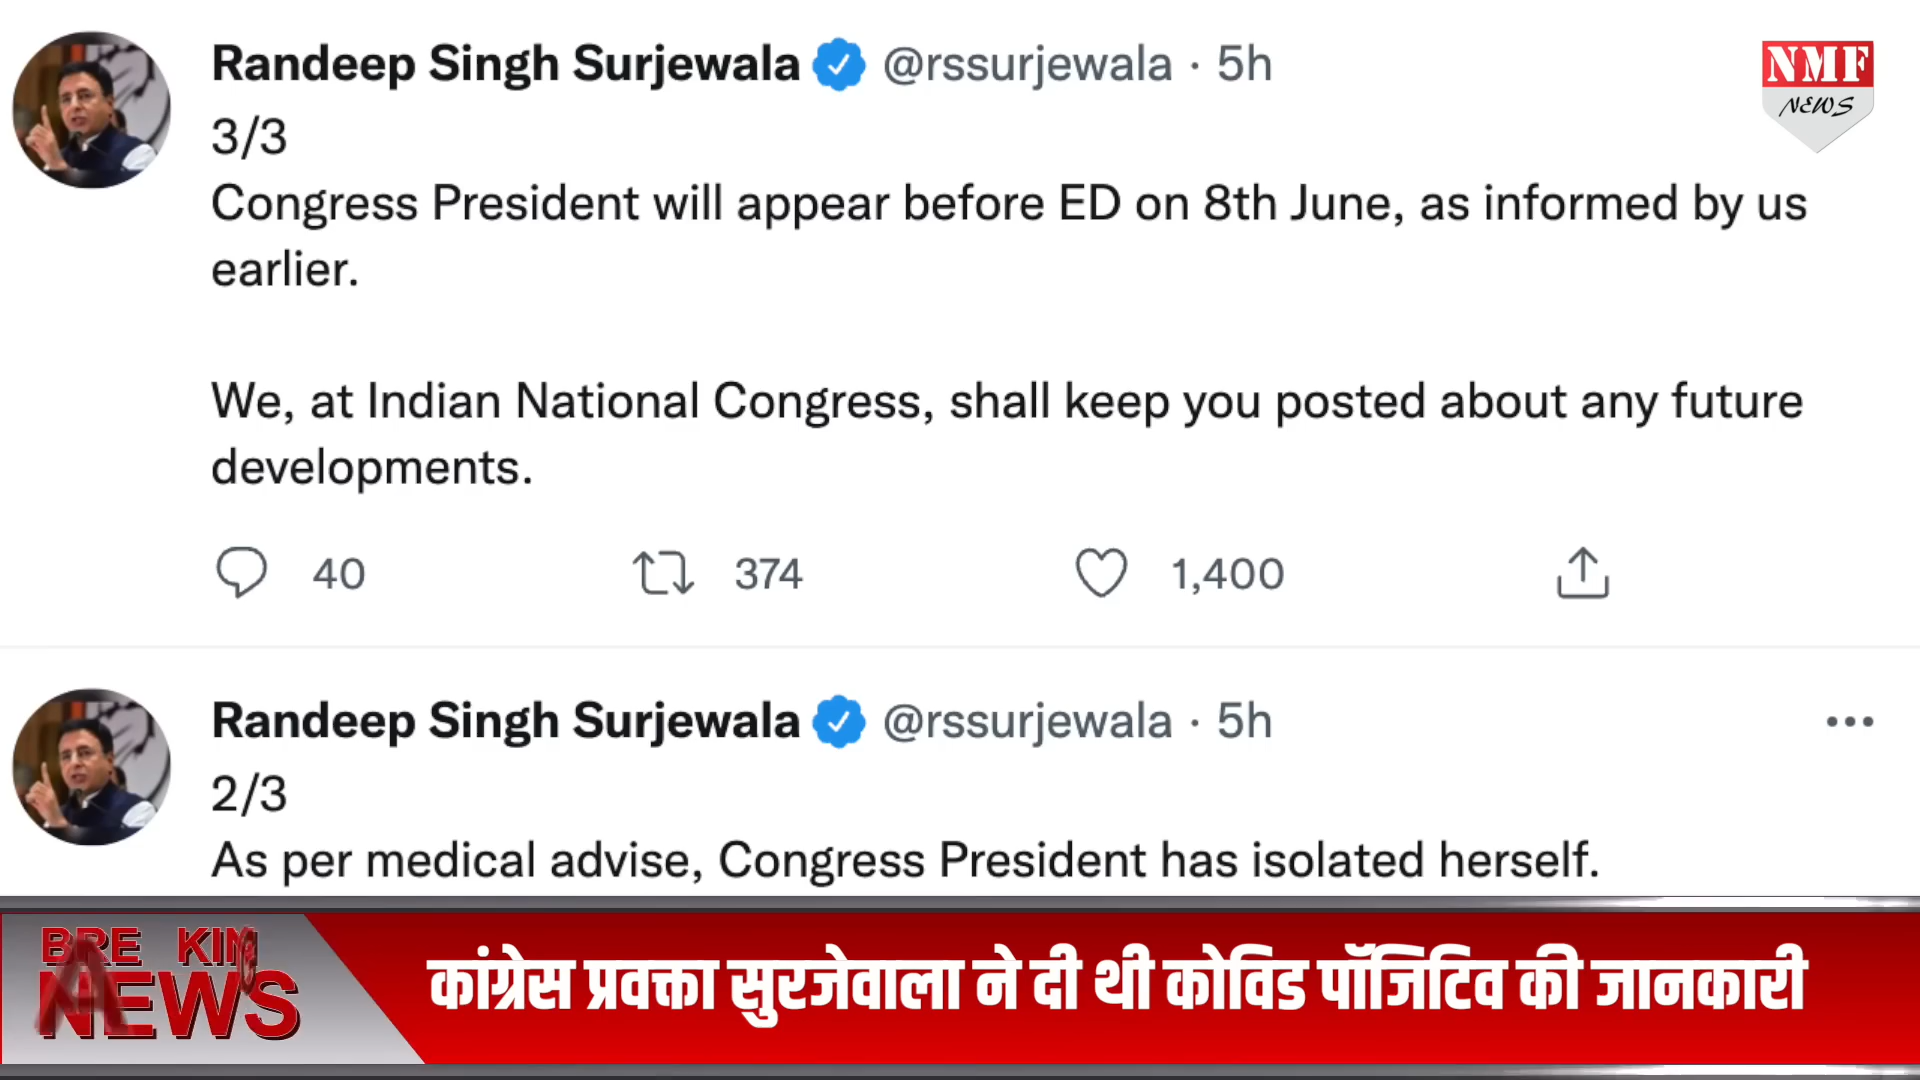 Randeep Singh Surjewala @rssurjewala · 5h
NMF
NEWS
3/3
Congress President will appear before ED on 8th June, as informed by us
earlier.
We, at Indian National Congress, shall keep you posted about any future
developments.
40 374 1,400
Randeep Singh Surjewala @rssurjewala · 5h
2/3
As per medical advise, Congress President has isolated herself.
BREAKING
NEWS
कांग्रेस प्रवक्ता सुरजेवाला ने दी थी कोविड पॉजिटिव की जानकारी